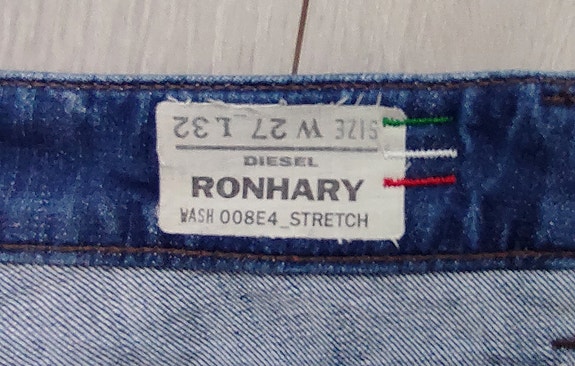 SIZE W 27 L 32
DIESEL
RONHARY
WASH 008E4_STRETCH